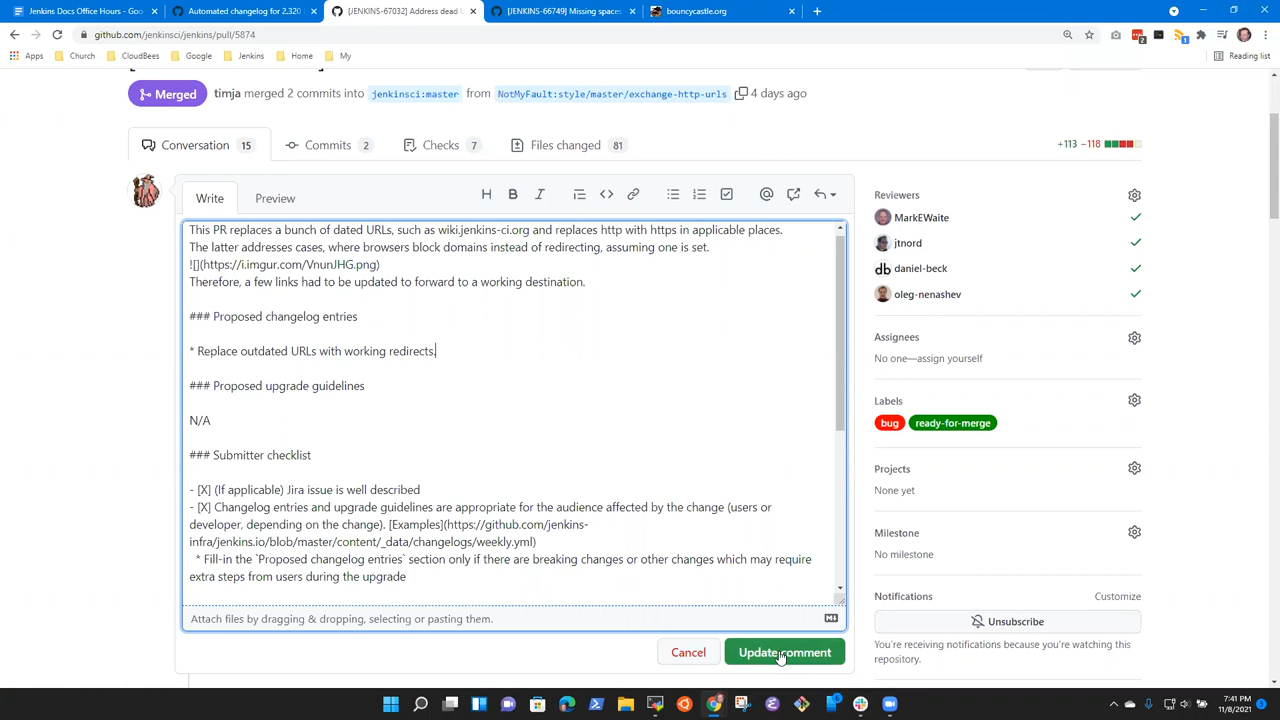 Jenkins Docs Office Hours - Goo
Automated changelog for 2.320
[JENKINS-67032] Address dead
[JENKINS-66749] Missing spaces
bouncycastle.org
github.com/jenkinsci/jenkins/pull/5874
2
1
Apps
Church
CloudBees
Google
Jenkins
Home
My
Reading list
Merged
timja merged 2 commits into jenkinsci:master from NotMyFault:style/master/exchange-http-urls 4 days ago
Conversation 15
Commits 2
Checks 7
Files changed 81
+113 −118
Write
Preview
This PR replaces a bunch of dated URLs, such as wiki.jenkins-ci.org and replaces http with https in applicable places.
The latter addresses cases, where browsers block domains instead of redirecting, assuming one is set.
![](https://i.imgur.com/VnunJHG.png)
Therefore, a few links had to be updated to forward to a working destination.
### Proposed changelog entries
* Replace outdated URLs with working redirects.
### Proposed upgrade guidelines
N/A
### Submitter checklist
- [X] (If applicable) Jira issue is well described
- [X] Changelog entries and upgrade guidelines are appropriate for the audience affected by the change (users or
developer, depending on the change). [Examples](https://github.com/jenkins-
infra/jenkins.io/blob/master/content/_data/changelogs/weekly.yml)
* Fill-in the `Proposed changelog entries` section only if there are breaking changes or other changes which may require
extra steps from users during the upgrade
Attach files by dragging & dropping, selecting or pasting them.
Cancel
Update comment
Reviewers
MarkEWaite
jtnord
daniel-beck
oleg-nenashev
Assignees
No one—assign yourself
Labels
bug
ready-for-merge
Projects
None yet
Milestone
No milestone
Notifications
Customize
Unsubscribe
You're receiving notifications because you're watching this
repository.
7:41 PM
11/8/2021